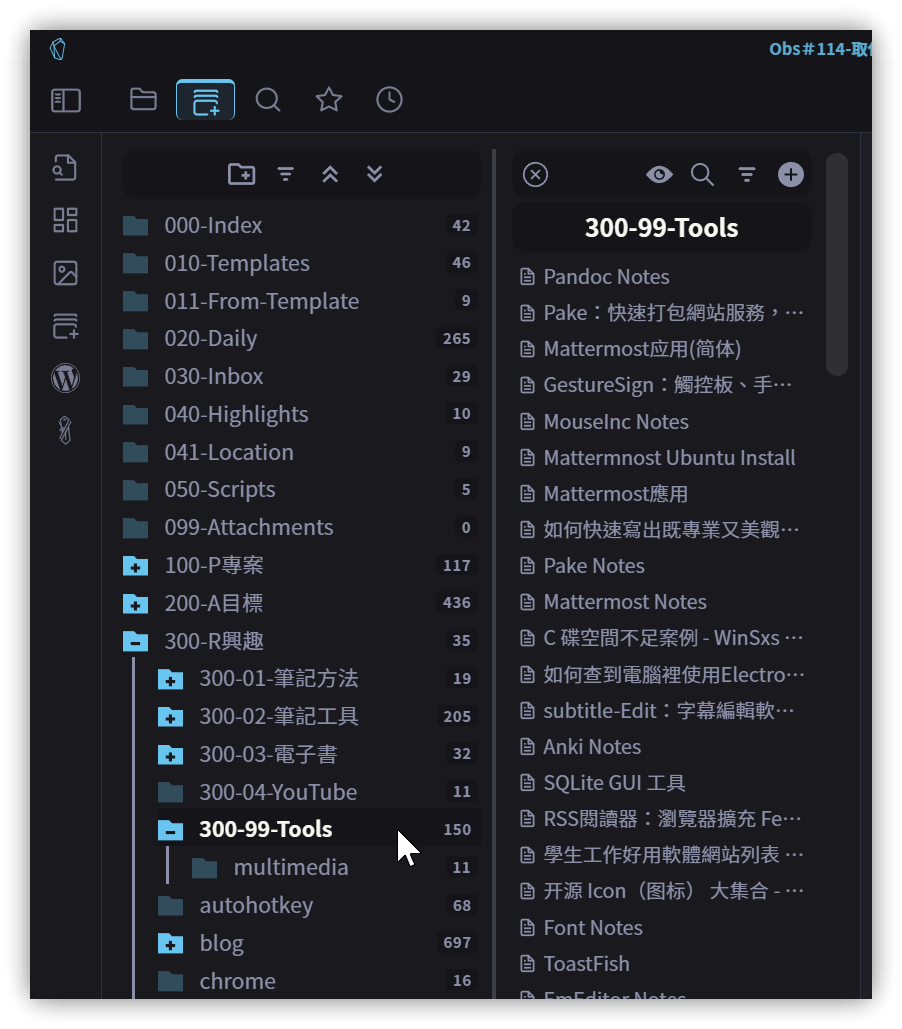 Obs#114-取
000-Index 42
010-Templates 46
011-From-Template 9
020-Daily 265
030-Inbox 29
040-Highlights 10
041-Location 9
050-Scripts 5
099-Attachments 0
100-P專案 117
200-A目標 436
300-R興趣 35
300-01-筆記方法 19
300-02-筆記工具 205
300-03-電子書 32
300-04-YouTube 11
300-99-Tools 150
multimedia 11
autohotkey 68
blog 697
chrome 16
300-99-Tools
Pandoc Notes
Pake：快速打包網站服務，…
Mattermost应用(简体)
GestureSign：觸控板、手…
MouseInc Notes
Mattermnost Ubuntu Install
Mattermost應用
如何快速寫出既專業又美觀…
Pake Notes
Mattermost Notes
C 碟空間不足案例 - WinSxs …
如何查到電腦裡使用Electro…
subtitle-Edit：字幕編輯軟…
Anki Notes
SQLite GUI 工具
RSS閱讀器：瀏覽器擴充 Fe…
學生工作好用軟體網站列表 …
开源 Icon（图标） 大集合 - …
Font Notes
ToastFish
EmEditor Notes